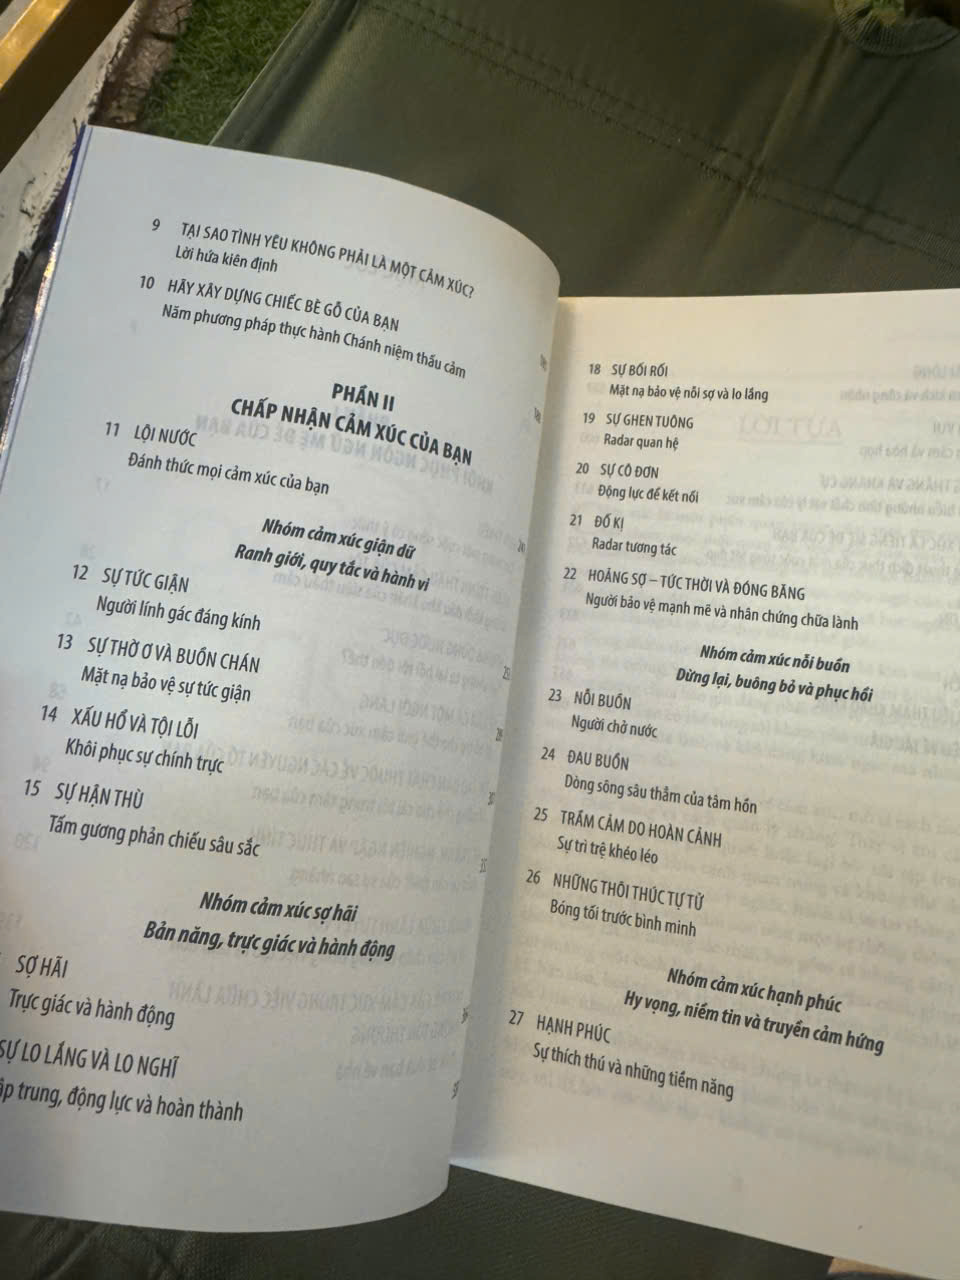 9 TẠI SAO TÌNH YÊU KHÔNG PHẢI LÀ MỘT CẢM XÚC?
Lời hứa kiên định
10 HÃY XÂY DỰNG CHIẾC BÈ GỖ CỦA BẠN
Năm phương pháp thực hành Chánh niệm thấu cảm
PHẦN II
CHẤP NHẬN CẢM XÚC CỦA BẠN
11 LỘI NƯỚC
Đánh thức mọi cảm xúc của bạn
Nhóm cảm xúc giận dữ
Ranh giới, quy tắc và hành vi
12 SỰ TỨC GIẬN
Người lính gác đáng kính
13 SỰ THỜ Ơ VÀ BUỒN CHÁN
Mặt nạ bảo vệ sự tức giận
14 XẤU HỔ VÀ TỘI LỖI
Khôi phục sự chính trực
15 SỰ HẬN THÙ
Tấm gương phản chiếu sâu sắc
Nhóm cảm xúc sợ hãi
Bản năng, trực giác và hành động
SỢ HÃI
Trực giác và hành động
SỰ LO LẮNG VÀ LO NGHĨ
trung, động lực và hoàn thành
18 SỰ BỐI RỐI
Mặt nạ bảo vệ nỗi sợ và lo lắng
19 SỰ GHEN TUÔNG
Radar quan hệ
20 SỰ CÔ ĐƠN
Động lực để kết nối
21 ĐỐ KỊ
Radar tương tác
22 HOẢNG SỢ – TỨC THỜI VÀ ĐÓNG BĂNG
Người bảo vệ mạnh mẽ và nhân chứng chữa lành
Nhóm cảm xúc nỗi buồn
Dừng lại, buông bỏ và phục hồi
23 NỖI BUỒN
Người chở nước
24 ĐAU BUỒN
Dòng sông sâu thẳm của tâm hồn
25 TRẦM CẢM DO HOÀN CẢNH
Sự trì trệ khéo léo
26 NHỮNG THÔI THÚC TỰ TỬ
Bóng tối trước bình minh
Nhóm cảm xúc hạnh phúc
Hy vọng, niềm tin và truyền cảm hứng
27 HẠNH PHÚC
Sự thích thú và những tiềm năng